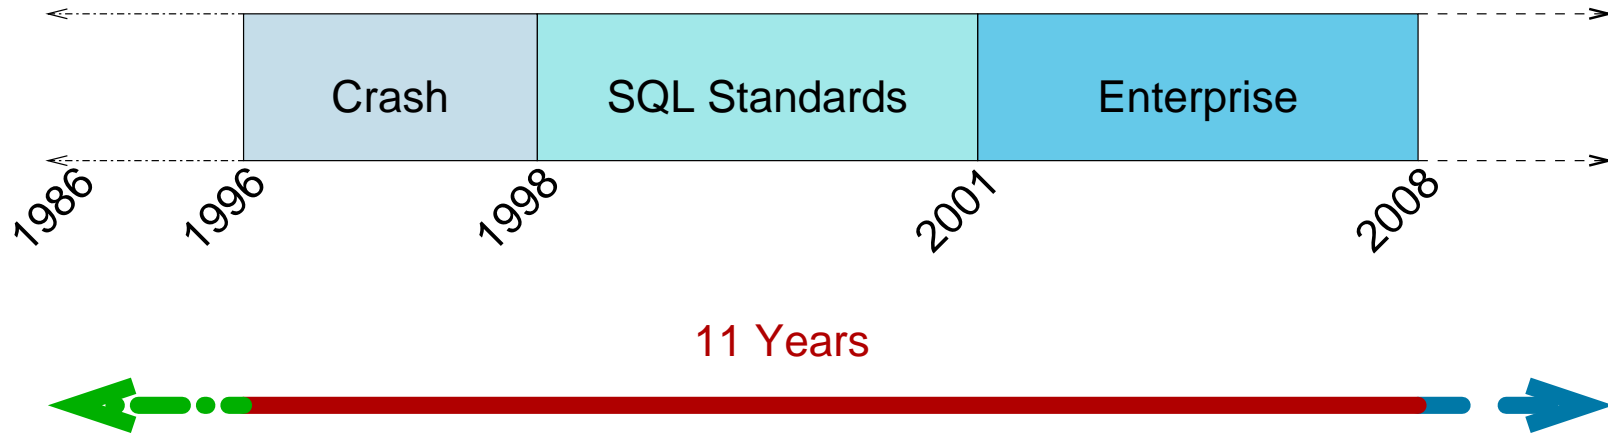 Crash
SQL Standards
Enterprise
1986
1996
1998
2001
2008
11 Years